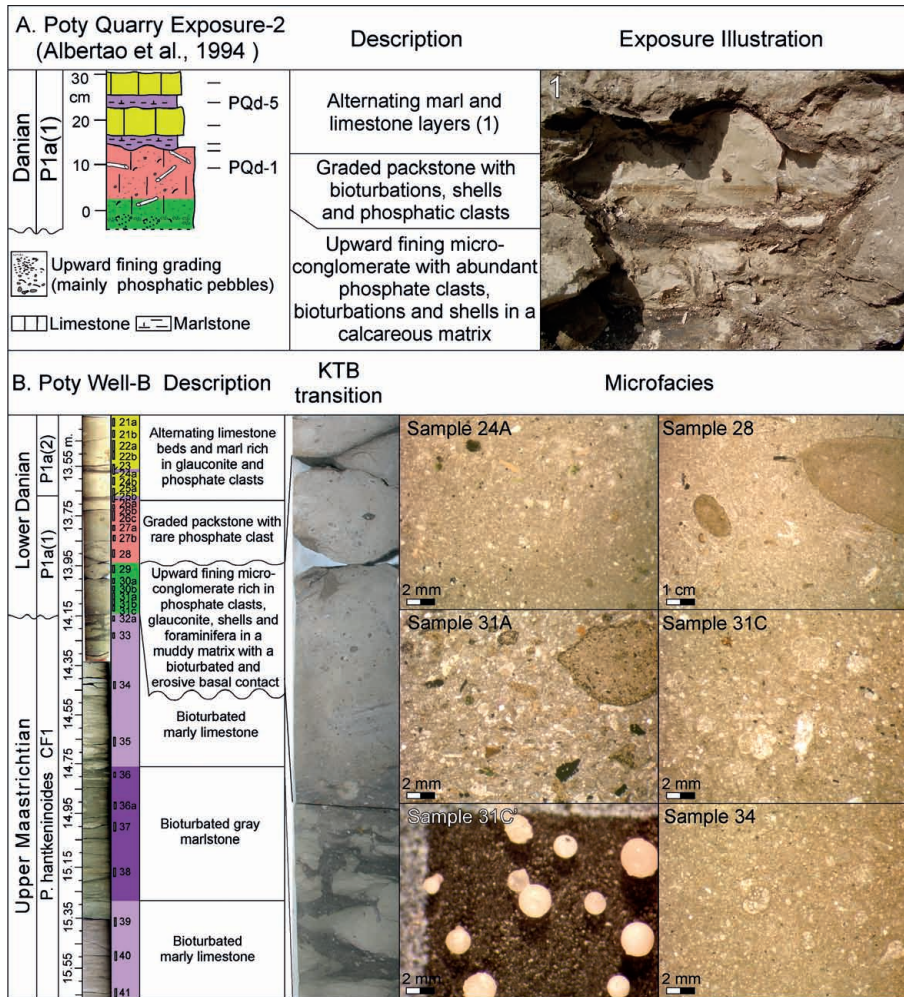 A. Poty Quarry Exposure-2
(Albertao et al., 1994 )
Description
Exposure Illustration
Danian
P1a(1)
30
cm
20
10
0
PQd-5
PQd-1
Upward fining grading
(mainly phosphatic pebbles)
Limestone
Marlstone
Alternating marl and
limestone layers (1)
Graded packstone with
bioturbations, shells
and phosphatic clasts
Upward fining micro-
conglomerate with abundant
phosphate clasts,
bioturbations and shells in a
calcareous matrix
1
B. Poty Well-B
Description
KTB
transition
Microfacies
Lower Danian
Upper Maastrichtian
P1a(2)
P1a(1)
P. hantkeninoides CF1
13.55 m.
13.75
13.95
14.15
14.35
14.55
14.75
14.95
15.15
15.35
15.55
21a
21b
22a
22b
23
24a
24b
25a
25b
26a
26b
26c
27a
27b
28
29
30a
30b
31a
31b
31c
32a
33
34
35
36
36a
37
38
39
40
41
Alternating limestone
beds and marl rich
in glauconite and
phosphate clasts
Graded packstone with
rare phosphate clast
Upward fining micro-
conglomerate rich in
phosphate clasts,
glauconite, shells and
foraminifera in a
muddy matrix with a
bioturbated and
erosive basal contact
Bioturbated
marly limestone
Bioturbated gray
marlstone
Bioturbated
marly limestone
Sample 24A
2 mm
Sample 28
1 cm
Sample 31A
2 mm
Sample 31C
2 mm
Sample 31C'
2 mm
Sample 34
2 mm